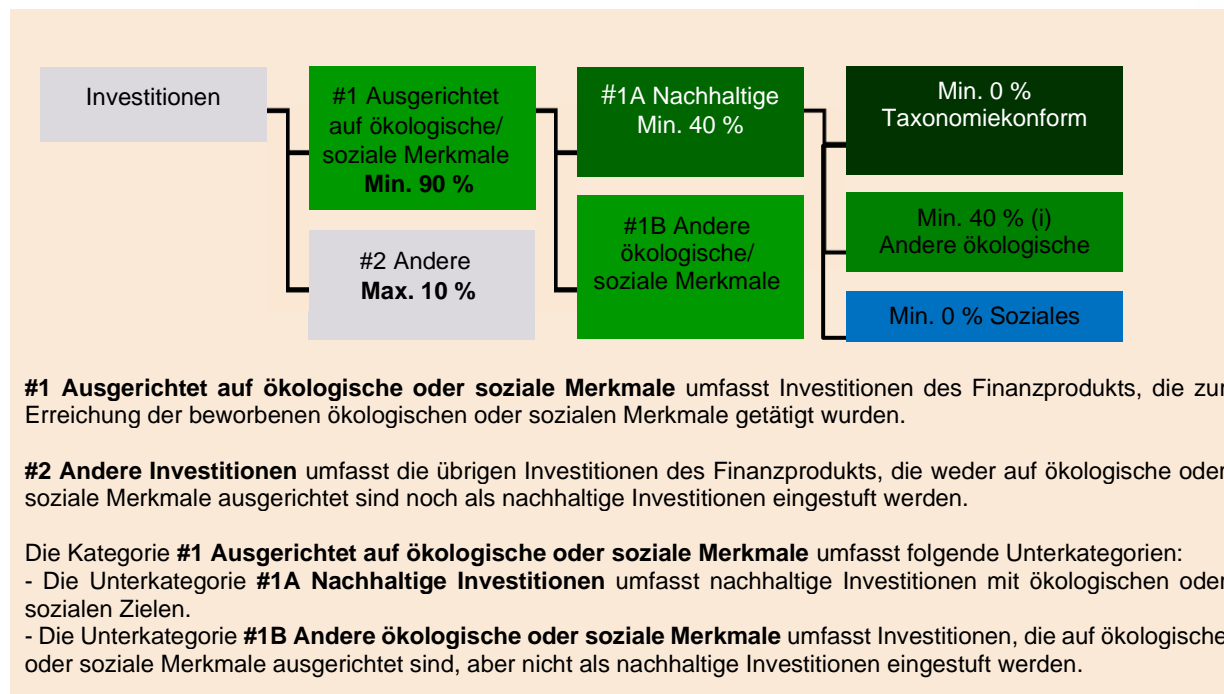 Investitionen
#1 Ausgerichtet
auf ökologische/
soziale Merkmale
Min. 90 %
#2 Andere
Max. 10 %
#1A Nachhaltige
Min. 40 %
#1B Andere
ökologische/
soziale Merkmale
Min. 0 %
Taxonomiekonform
Min. 40 % (i)
Andere ökologische
Min. 0 % Soziales
#1 Ausgerichtet auf ökologische oder soziale Merkmale umfasst Investitionen des Finanzprodukts, die zur
Erreichung der beworbenen ökologischen oder sozialen Merkmale getätigt wurden.
#2 Andere Investitionen umfasst die übrigen Investitionen des Finanzprodukts, die weder auf ökologische oder
soziale Merkmale ausgerichtet sind noch als nachhaltige Investitionen eingestuft werden.
Die Kategorie #1 Ausgerichtet auf ökologische oder soziale Merkmale umfasst folgende Unterkategorien:
- Die Unterkategorie #1A Nachhaltige Investitionen umfasst nachhaltige Investitionen mit ökologischen oder
sozialen Zielen.
- Die Unterkategorie #1B Andere ökologische oder soziale Merkmale umfasst Investitionen, die auf ökologische
oder soziale Merkmale ausgerichtet sind, aber nicht als nachhaltige Investitionen eingestuft werden.